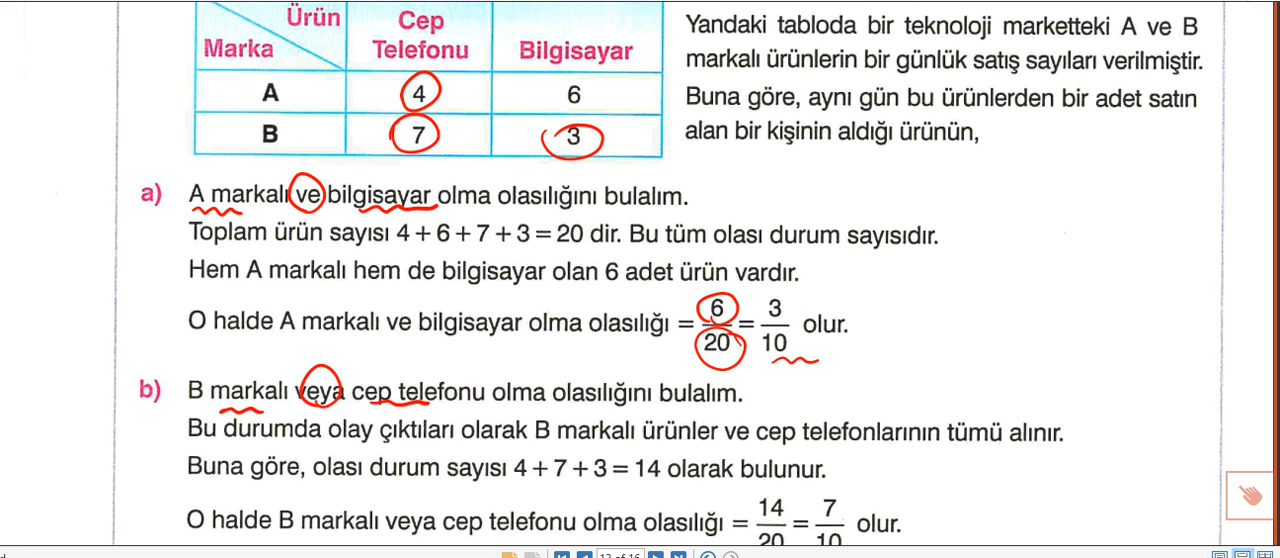 Ürün
Marka
Cep Telefonu
Bilgisayar
A 4 6
B 7 3
Yandaki tabloda bir teknoloji marketteki A ve B
markalı ürünlerin bir günlük satış sayıları verilmiştir.
Buna göre, aynı gün bu ürünlerden bir adet satın
alan bir kişinin aldığı ürünün,
a) A markalı ve bilgisayar olma olasılığını bulalım.
Toplam ürün sayısı 4 + 6 + 7 + 3 = 20 dir. Bu tüm olası durum sayısıdır.
Hem A markalı hem de bilgisayar olan 6 adet ürün vardır.
O halde A markalı ve bilgisayar olma olasılığı = 6/20 = 3/10 olur.
b) B markalı veya cep telefonu olma olasılığını bulalım.
Bu durumda olay çıktıları olarak B markalı ürünler ve cep telefonlarının tümü alınır.
Buna göre, olası durum sayısı 4 + 7 + 3 = 14 olarak bulunur.
O halde B markalı veya cep telefonu olma olasılığı = 14/20 = 7/10 olur.
12 of 16